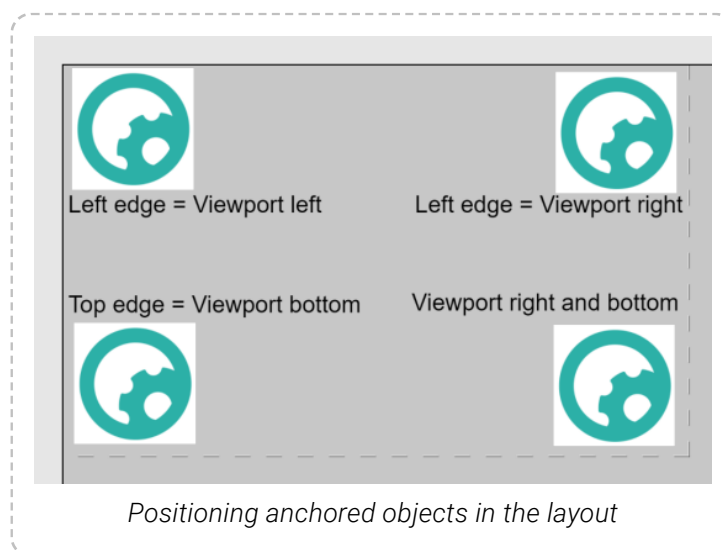 Left edge = Viewport left
Left edge = Viewport right
Top edge = Viewport bottom
Viewport right and bottom
Positioning anchored objects in the layout